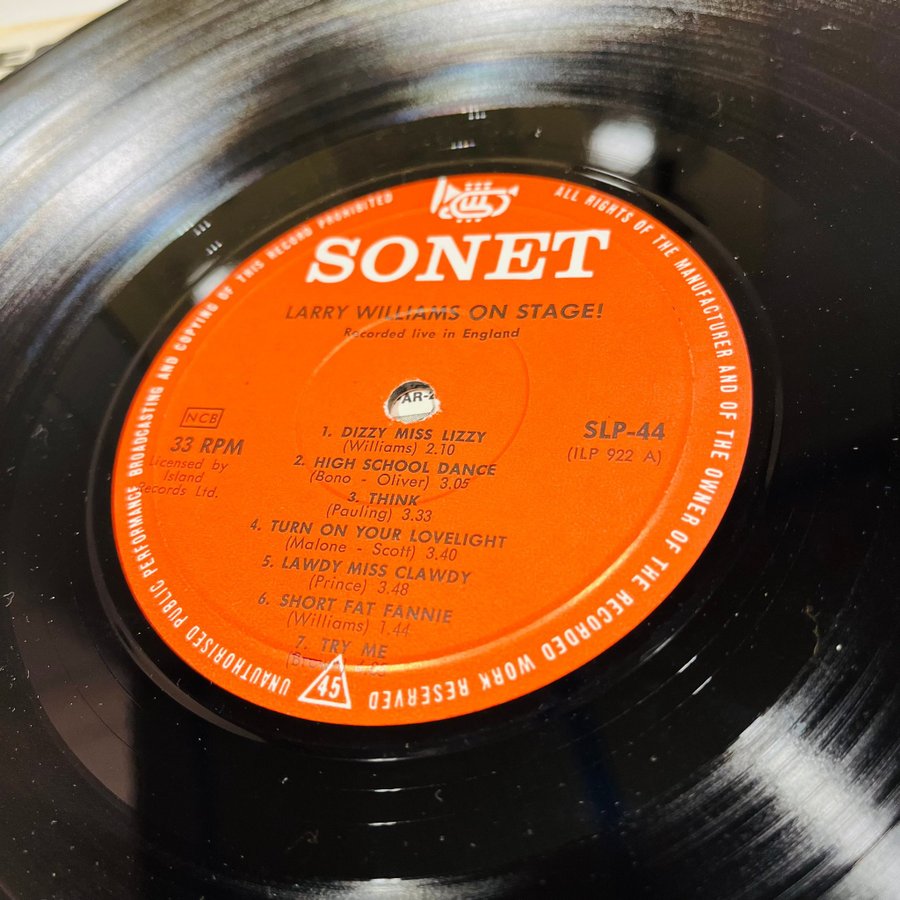 UNAUTHORISED PUBLIC PERFORMANCE BROADCASTING AND COPYING OF THIS RECORD PROHIBITED
ALL RIGHTS OF THE MANUFACTURER AND OF THE OWNER OF THE RECORDED WORK RESERVED
SONET
LARRY WILLIAMS ON STAGE!
Recorded live in England
AR-
NCB
33 RPM
Licensed by
Island
Records Ltd.
SLP-44
(ILP 922 A)
1. DIZZY MISS LIZZY
(Williams) 2.10
2. HIGH SCHOOL DANCE
(Bono - Oliver) 3.05
3. THINK
(Pauling) 3.33
4. TURN ON YOUR LOVELIGHT
(Malone - Scott) 3.40
5. LAWDY MISS CLAWDY
(Prince) 3.48
6. SHORT FAT FANNIE
(Williams) 1.44
7. TRY ME
45